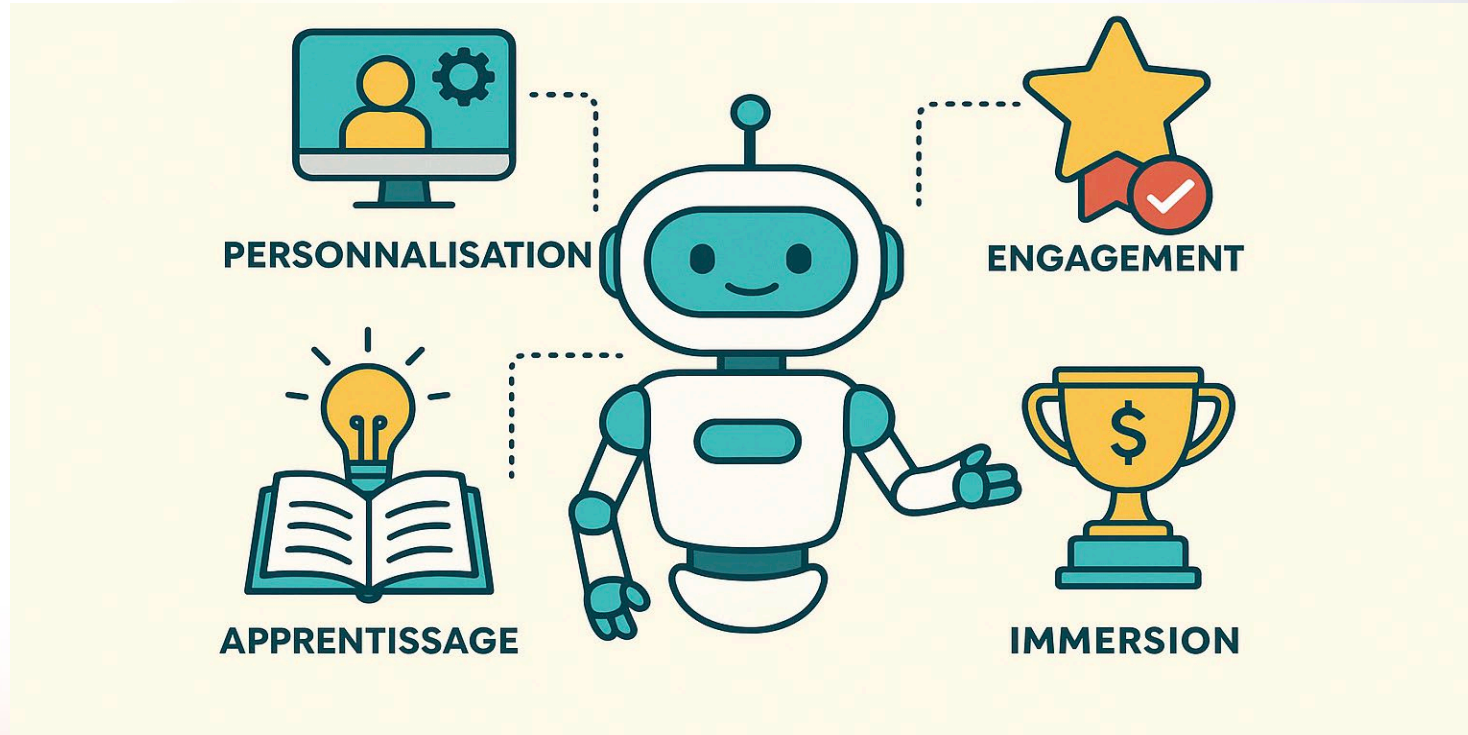 PERSONNALISATION
ENGAGEMENT
$
APPRENTISSAGE
IMMERSION